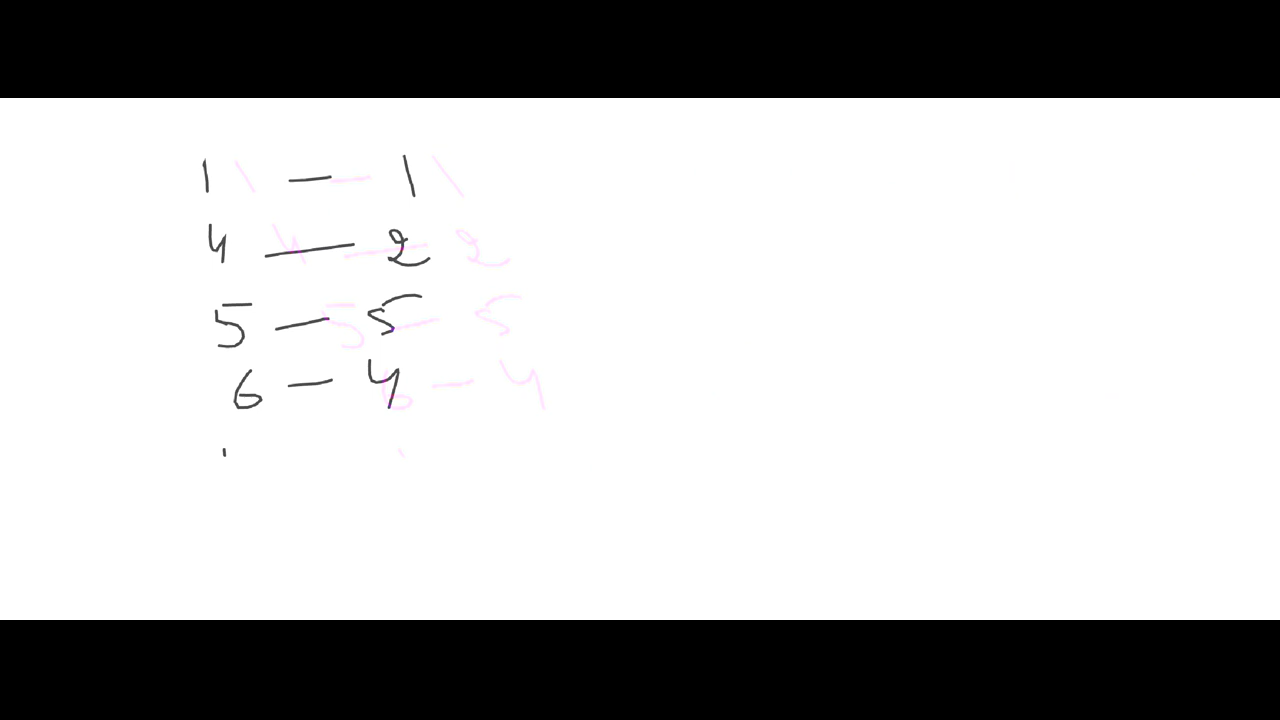 1 — 1
4 — 2
5 — 5
6 — 4